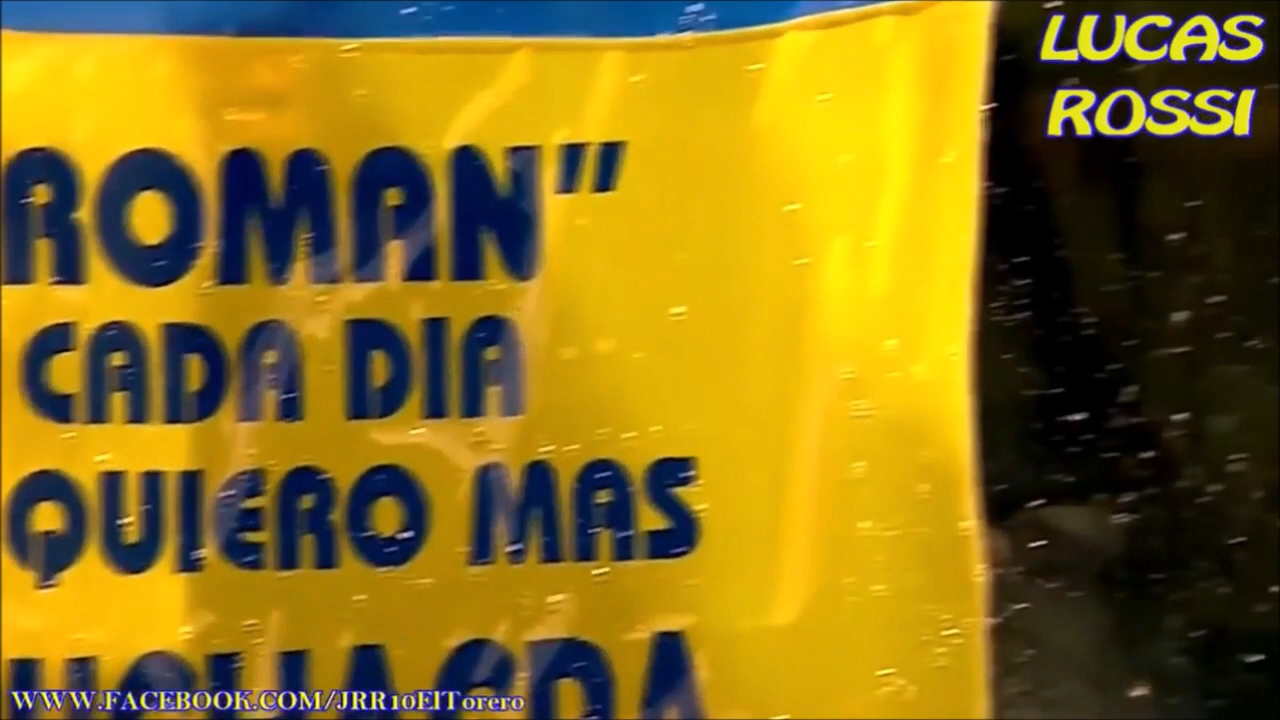 LUCAS
ROSSI
ROMAN"
CADA DIA
QUIERO MAS
WWW.FACEBOOK.COM/JRR10ElTorero